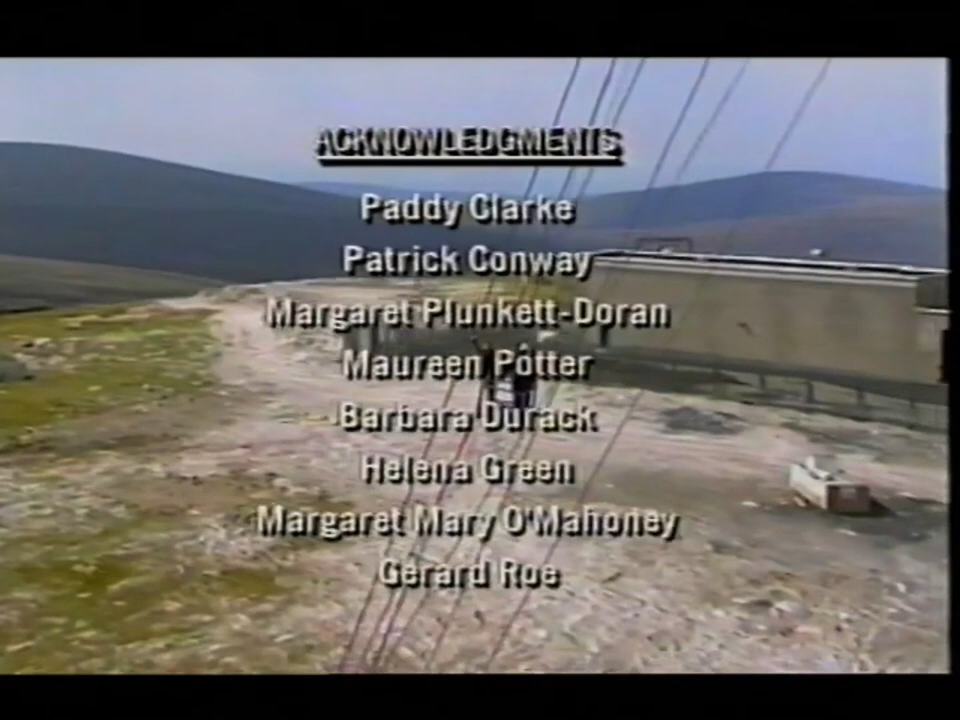 ACKNOWLEDGMENTS
Paddy Clarke
Patrick Conway
Margaret Plunkett-Doran
Maureen Potter
Barbara Durack
Helena Green
Margaret Mary O'Mahoney
Gerard Roe